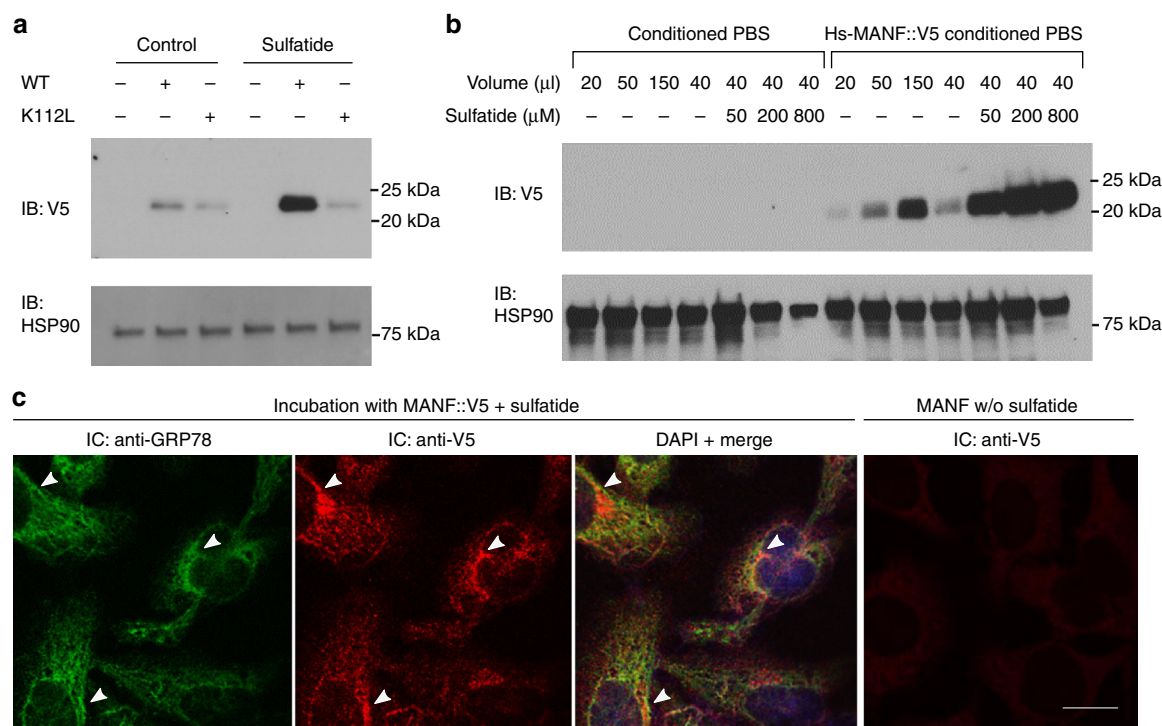 a
Control Sulfatide
WT – + – – + –
K112L – – + – – +
IB: V5
25 kDa
20 kDa
IB:
HSP90
75 kDa
b
Conditioned PBS Hs-MANF::V5 conditioned PBS
Volume (µl) 20 50 150 40 40 40 40 20 50 150 40 40 40 40
Sulfatide (µM) – – – – 50 200 800 – – – – 50 200 800
IB: V5
25 kDa
20 kDa
IB:
HSP90
75 kDa
c
Incubation with MANF::V5 + sulfatide MANF w/o sulfatide
IC: anti-GRP78 IC: anti-V5 DAPI + merge IC: anti-V5